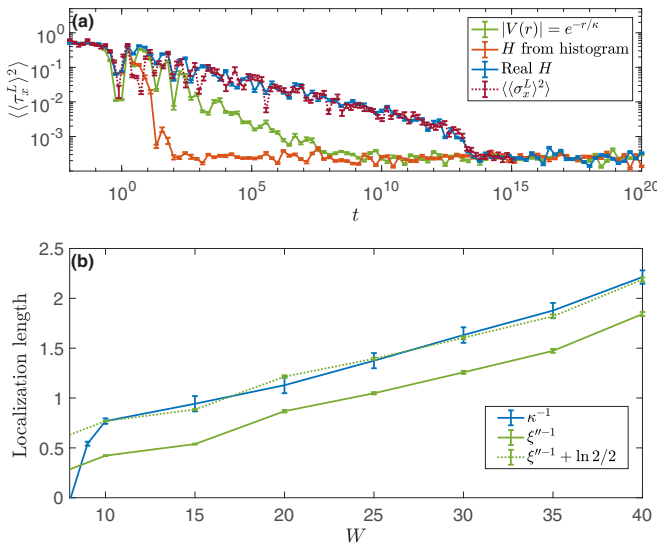 (a)
|V(r)| = e^{-r/κ}
H from histogram
Real H
⟨⟨σ_x^L⟩^2⟩
⟨⟨τ_x^L⟩^2⟩
10^0
10^{-1}
10^{-2}
10^{-3}
10^0 10^5 10^{10} 10^{15} 10^{20}
t
(b)
Localization length
2.5
2
1.5
1
0.5
0
κ^{-1}
ξ''^{-1}
ξ''^{-1} + ln 2/2
10 15 20 25 30 35 40
W